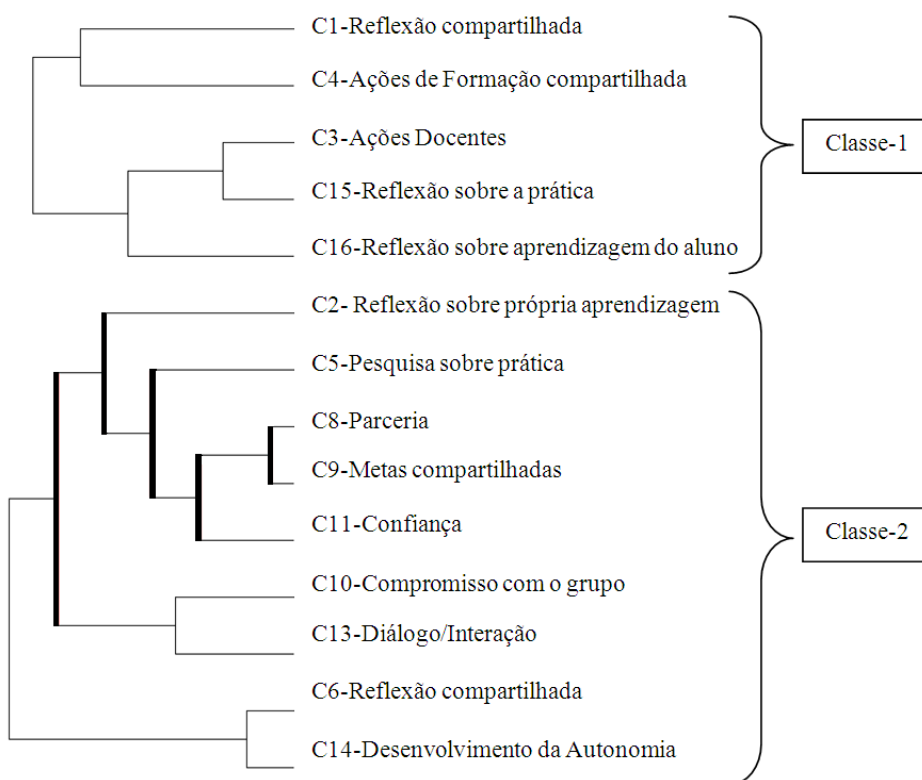 C1-Reflexão compartilhada
C4-Ações de Formação compartilhada
C3-Ações Docentes
Classe-1
C15-Reflexão sobre a prática
C16-Reflexão sobre aprendizagem do aluno
C2- Reflexão sobre própria aprendizagem
C5-Pesquisa sobre prática
C8-Parceria
C9-Metas compartilhadas
C11-Confiança
Classe-2
C10-Compromisso com o grupo
C13-Diálogo/Interação
C6-Reflexão compartilhada
C14-Desenvolvimento da Autonomia